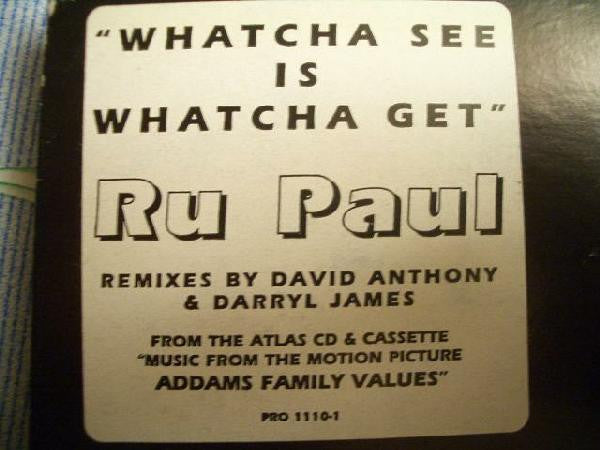 “WHATCHA SEE
IS
WHATCHA GET”
Ru Paul
REMIXES BY DAVID ANTHONY
& DARRYL JAMES
FROM THE ATLAS CD & CASSETTE
“MUSIC FROM THE MOTION PICTURE
ADDAMS FAMILY VALUES”
PRO 1110-1